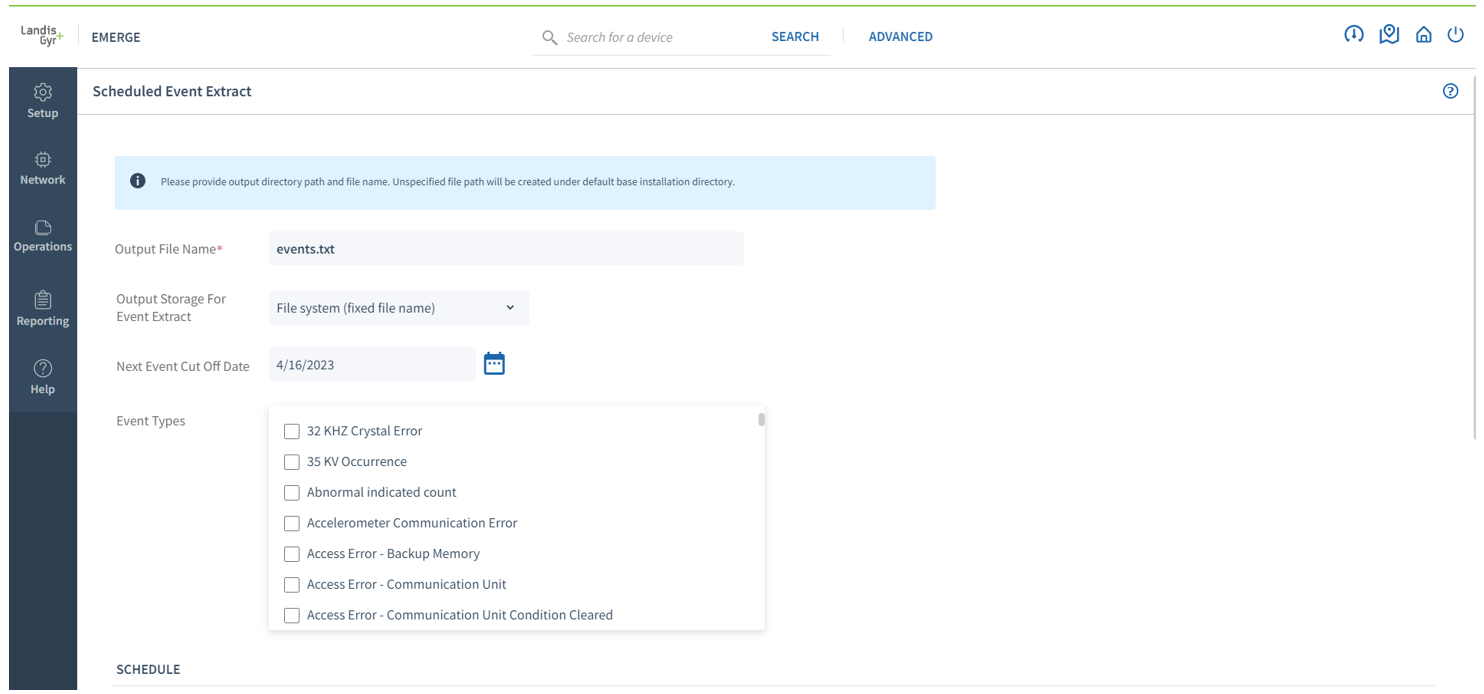 Landis
Gyr+
EMERGE
Search for a device
SEARCH
ADVANCED
Setup
Network
Operations
Reporting
Help
Scheduled Event Extract
Please provide output directory path and file name. Unspecified file path will be created under default base installation directory.
Output File Name*
events.txt
Output Storage For
Event Extract
File system (fixed file name)
Next Event Cut Off Date
4/16/2023
Event Types
32 KHZ Crystal Error
35 KV Occurrence
Abnormal indicated count
Accelerometer Communication Error
Access Error - Backup Memory
Access Error - Communication Unit
Access Error - Communication Unit Condition Cleared
SCHEDULE